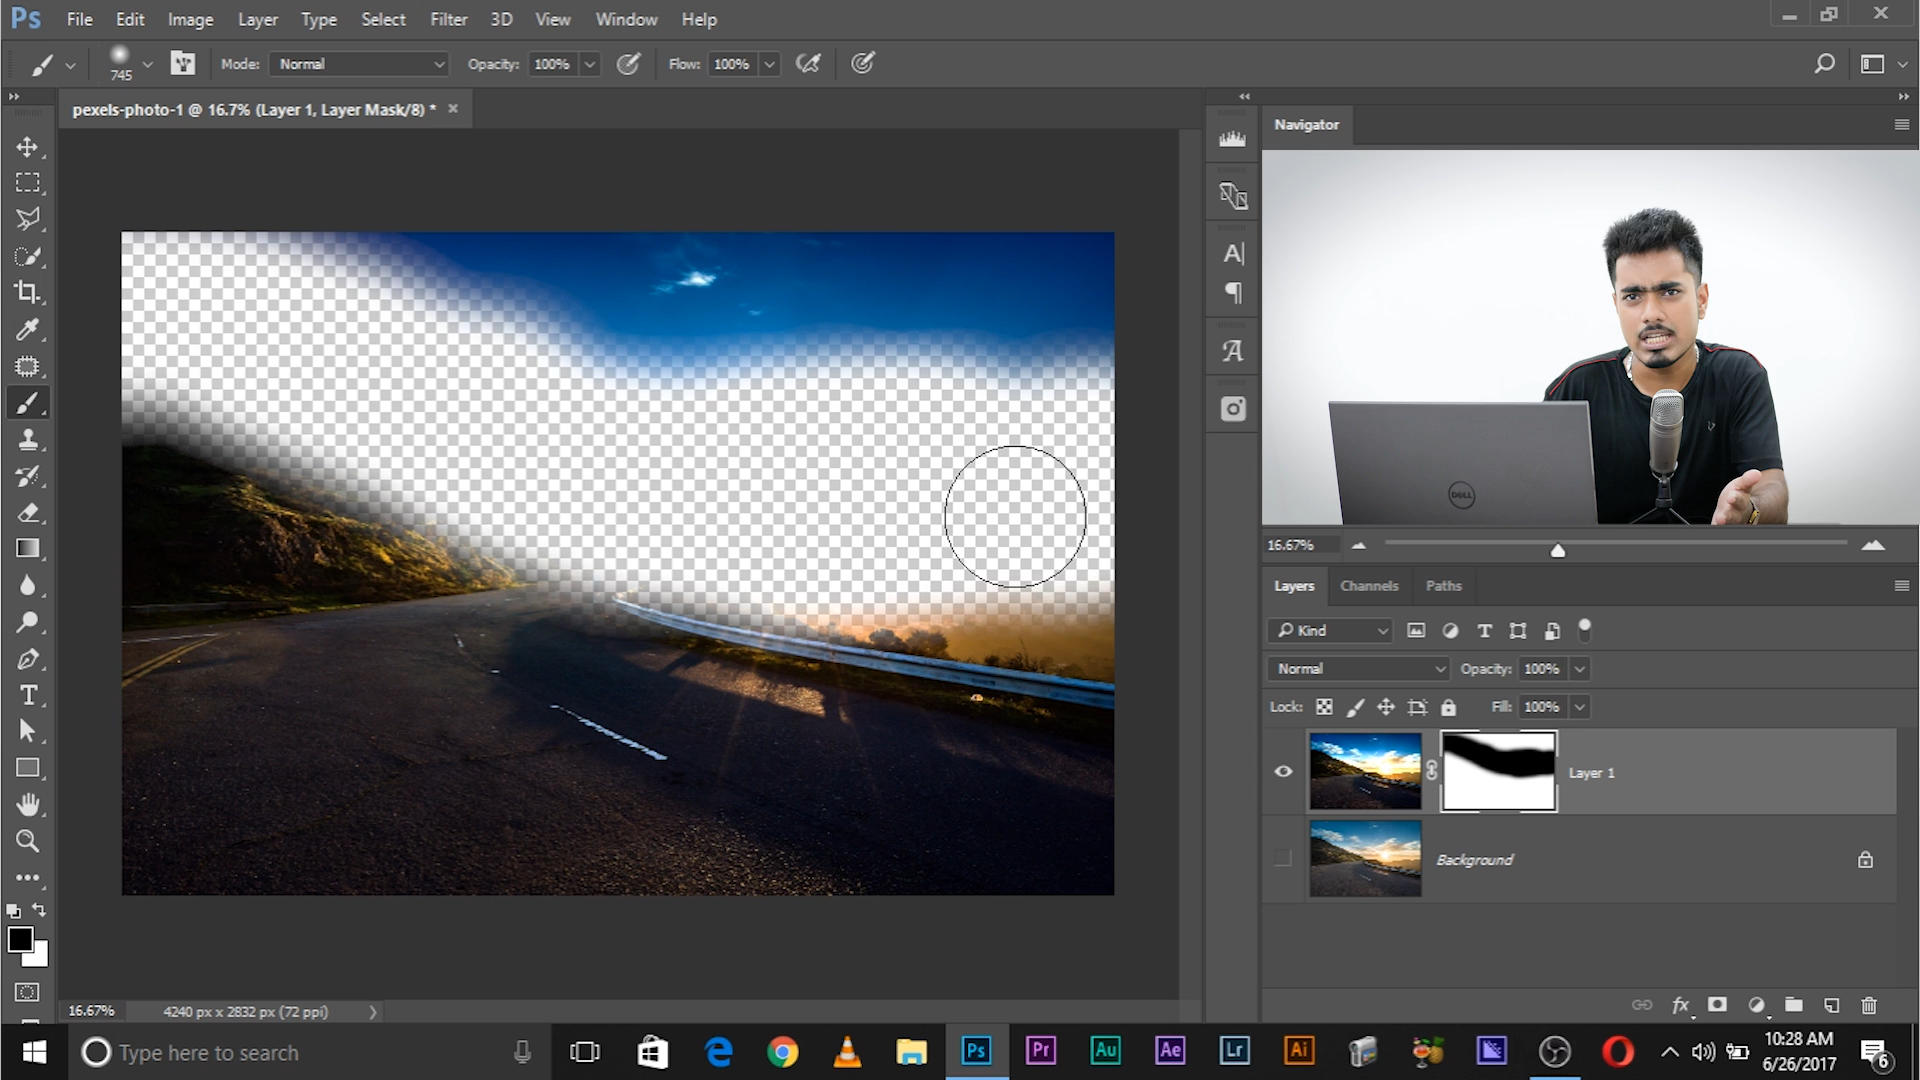 Ps File Edit Image Layer Type Select Filter 3D View Window Help
745 Mode: Normal Opacity: 100% Flow: 100%
pexels-photo-1 @ 16.7% (Layer 1, Layer Mask/8) *
Navigator
DELL
16.67%
Layers Channels Paths
Kind
Normal Opacity: 100%
Lock: Fill: 100%
Layer 1
Background
fx
16.67% 4240 px x 2832 px (72 ppi)
Type here to search
Ps Pr Au Ae Lr Ai
10:28 AM
6/26/2017
6